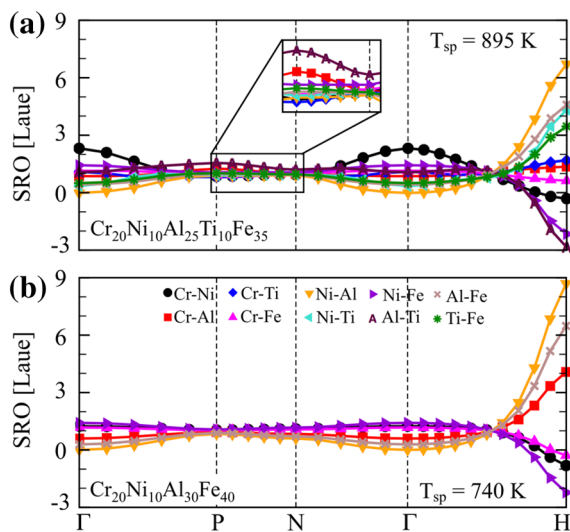 (a)
SRO [Laue]
9
6
3
0
-3
T_sp = 895 K
Cr₂₀Ni₁₀Al₂₅Ti₁₀Fe₃₅
(b)
SRO [Laue]
9
6
3
0
-3
Cr-Ni Cr-Ti Ni-Al Ni-Fe Al-Fe
Cr-Al Cr-Fe Ni-Ti Al-Ti Ti-Fe
Cr₂₀Ni₁₀Al₃₀Fe₄₀
T_sp = 740 K
Γ P N Γ H